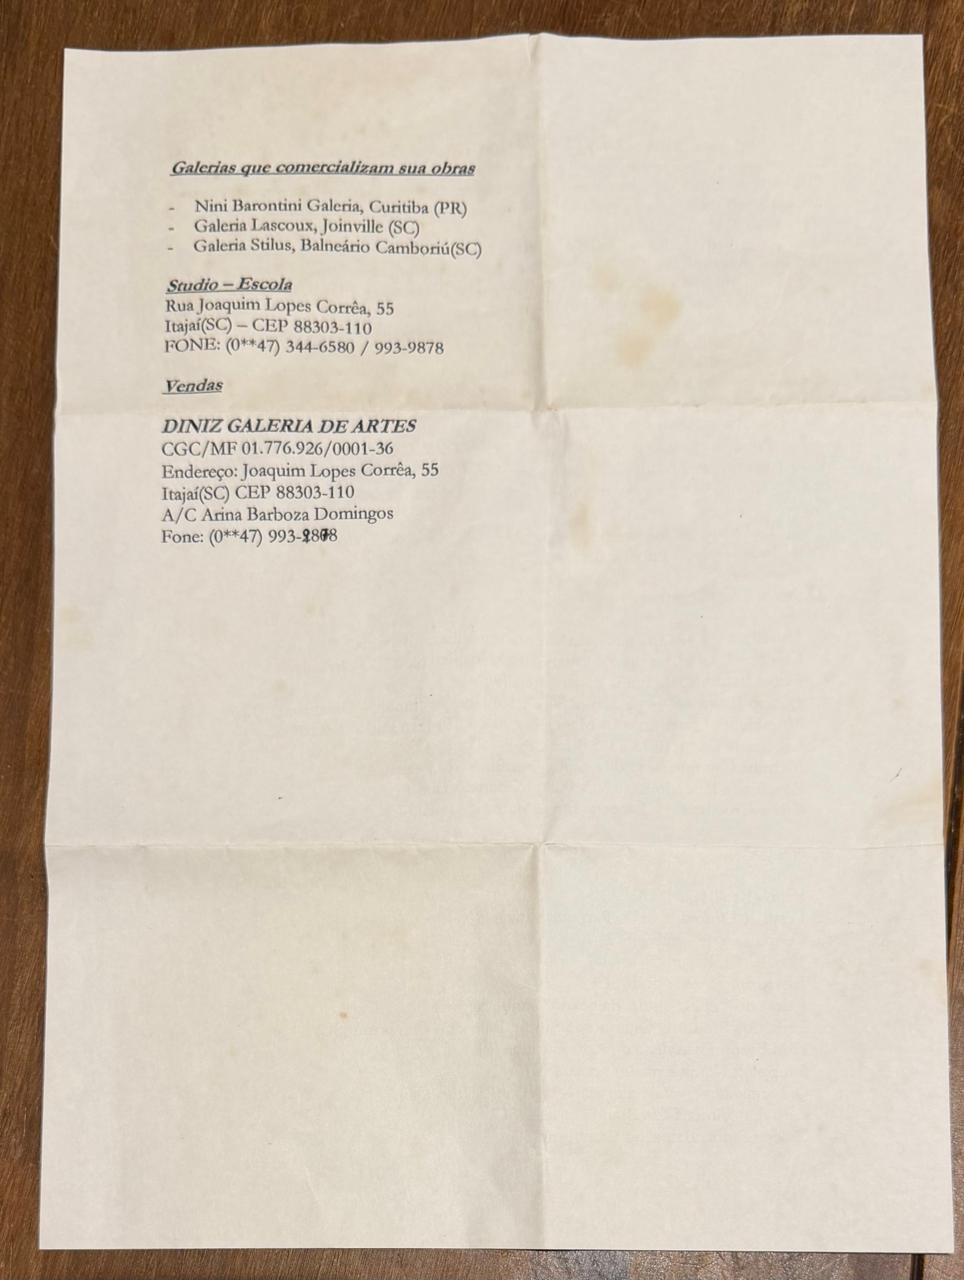 Galerias que comercializam sua obras
- Nini Barontini Galeria, Curitiba (PR)
- Galeria Lascoux, Joinville (SC)
- Galeria Stilus, Balneário Camboriú(SC)
Studio – Escola
Rua Joaquim Lopes Corrêa, 55
Itajaí(SC) – CEP 88303-110
FONE: (0**47) 344-6580 / 993-9878
Vendas
DINIZ GALERIA DE ARTES
CGC/MF 01.776.926/0001-36
Endereço: Joaquim Lopes Corrêa, 55
Itajaí(SC) CEP 88303-110
A/C Arina Barboza Domingos
Fone: (0**47)